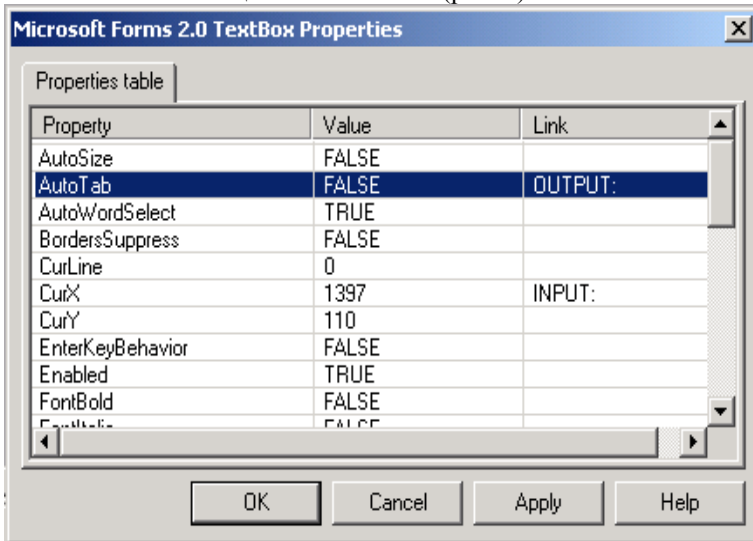 Microsoft Forms 2.0 TextBox Properties
Properties table
Property Value Link
AutoSize FALSE
AutoTab FALSE OUTPUT:
AutoWordSelect TRUE
BordersSuppress FALSE
CurLine 0
CurX 1397 INPUT:
CurY 110
EnterKeyBehavior FALSE
Enabled TRUE
FontBold FALSE
OK Cancel Apply Help